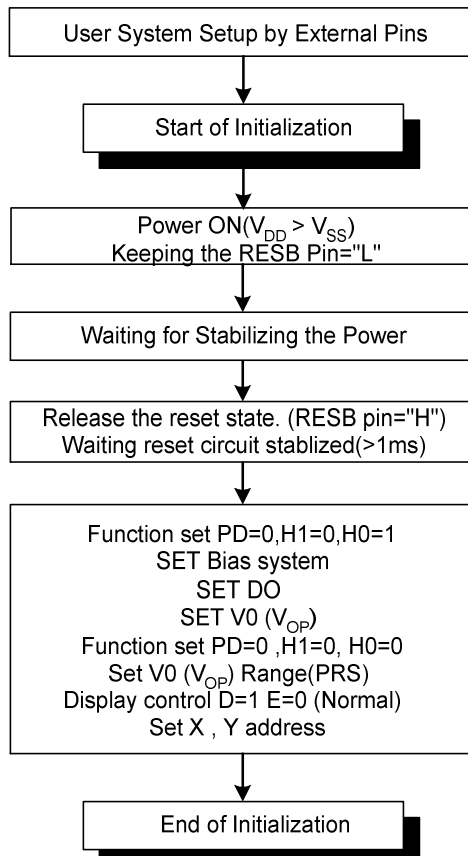 User System Setup by External Pins
Start of Initialization
Power ON(VDD > VSS)
Keeping the RESB Pin="L"
Waiting for Stabilizing the Power
Release the reset state. (RESB pin="H")
Waiting reset circuit stablized(>1ms)
Function set PD=0,H1=0,H0=1
SET Bias system
SET DO
SET V0 (VOP)
Function set PD=0 ,H1=0, H0=0
Set V0 (VOP) Range(PRS)
Display control D=1 E=0 (Normal)
Set X , Y address
End of Initialization